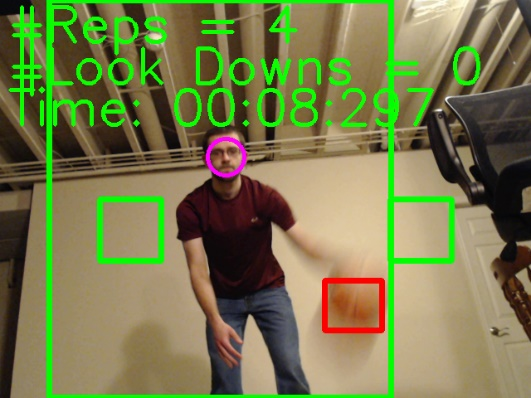 #Reps = 4
#Look Downs = 0
Time: 00:08:297